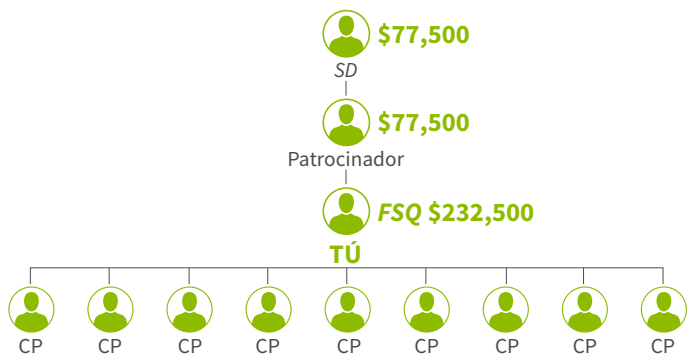 $77,500
SD
$77,500
Patrocinador
FSQ $232,500
TÚ
CP CP CP CP CP CP CP CP CP